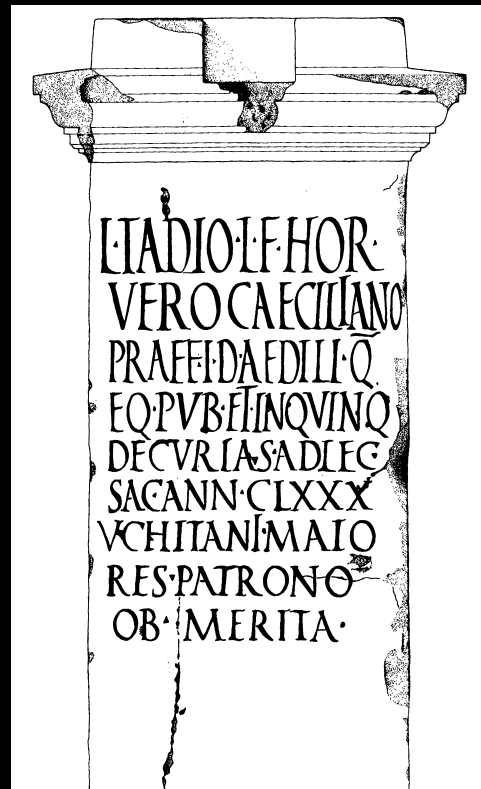 L·TADIO·L·F·HOR·
VERO CAECILIANO
PRAEF·I·D·AEDILI·Q̅
EQ·PVB·ET·IN·QVINQ
DECVRIAS·ADLEC·
SAC·ANN·CLXXX
V·CHITANI·MAIO
RES·PATRONO
OB·MERITA·